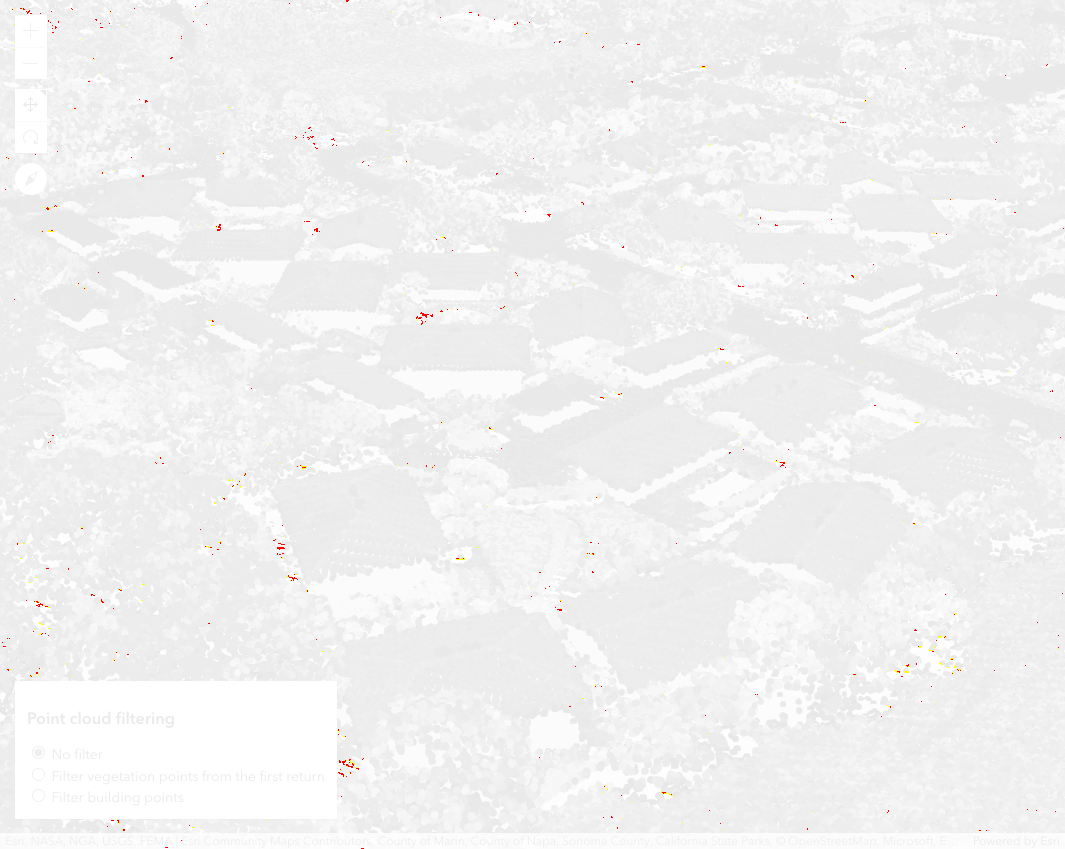 Point cloud filtering
No filter
Filter vegetation points from the first return
Filter building points
Esri, NASA, NGA, USGS, FEMA | Esri Community Maps Contributors, County of Marin, County of Napa, Sonoma County, California State Parks, © OpenStreetMap, Microsoft, E
Powered by Esri